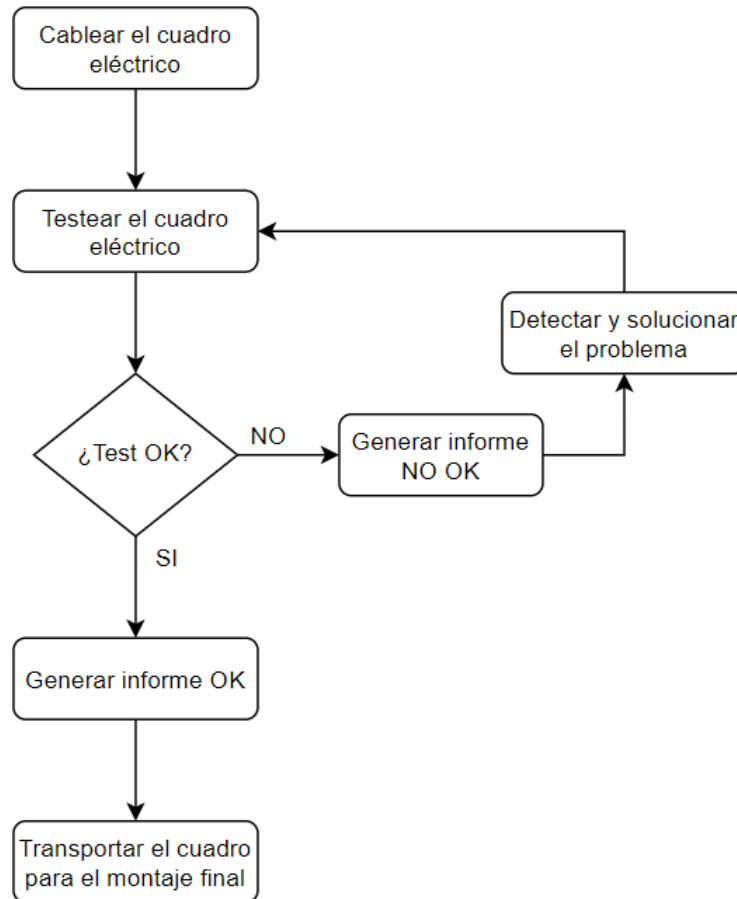 Cablear el cuadro
eléctrico
Testear el cuadro
eléctrico
Detectar y solucionar
el problema
¿Test OK?
NO
Generar informe
NO OK
SI
Generar informe OK
Transportar el cuadro
para el montaje final